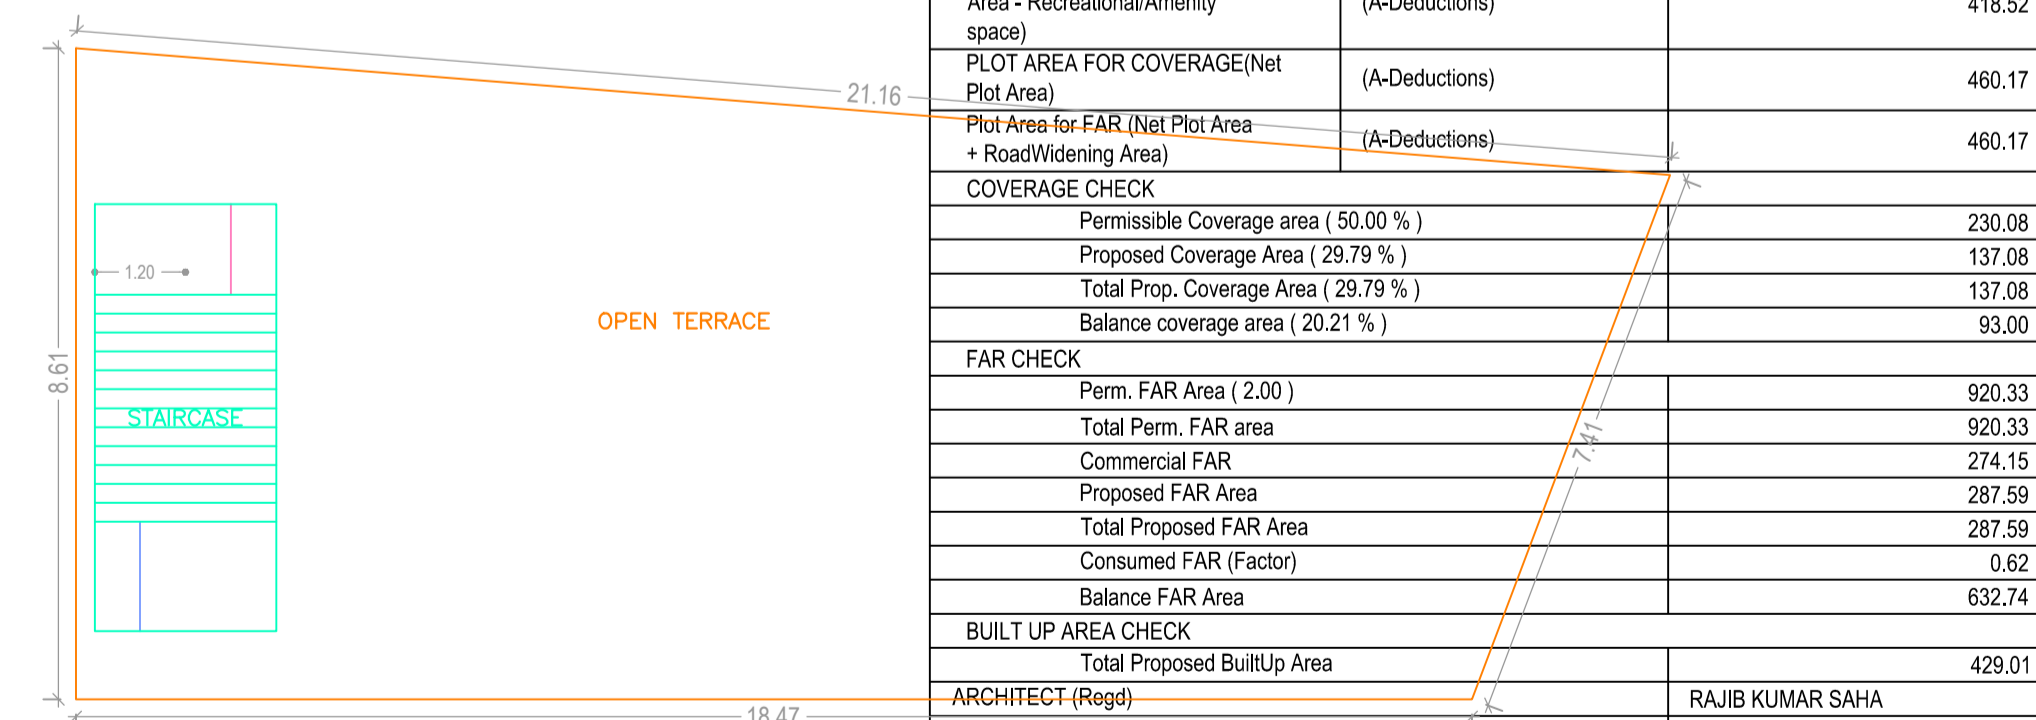 21.16
8.61
1.20
STAIRCASE
OPEN TERRACE
7.41
18.47
Area - Recreational/Amenity (A-Deductions) 418.52
space)
PLOT AREA FOR COVERAGE(Net (A-Deductions) 460.17
Plot Area)
Plot Area for FAR (Net Plot Area (A-Deductions) 460.17
+ RoadWidening Area)
COVERAGE CHECK
Permissible Coverage area ( 50.00 % ) 230.08
Proposed Coverage Area ( 29.79 % ) 137.08
Total Prop. Coverage Area ( 29.79 % ) 137.08
Balance coverage area ( 20.21 % ) 93.00
FAR CHECK
Perm. FAR Area ( 2.00 ) 920.33
Total Perm. FAR area 920.33
Commercial FAR 274.15
Proposed FAR Area 287.59
Total Proposed FAR Area 287.59
Consumed FAR (Factor) 0.62
Balance FAR Area 632.74
BUILT UP AREA CHECK
Total Proposed BuiltUp Area 429.01
ARCHITECT (Regd) RAJIB KUMAR SAHA